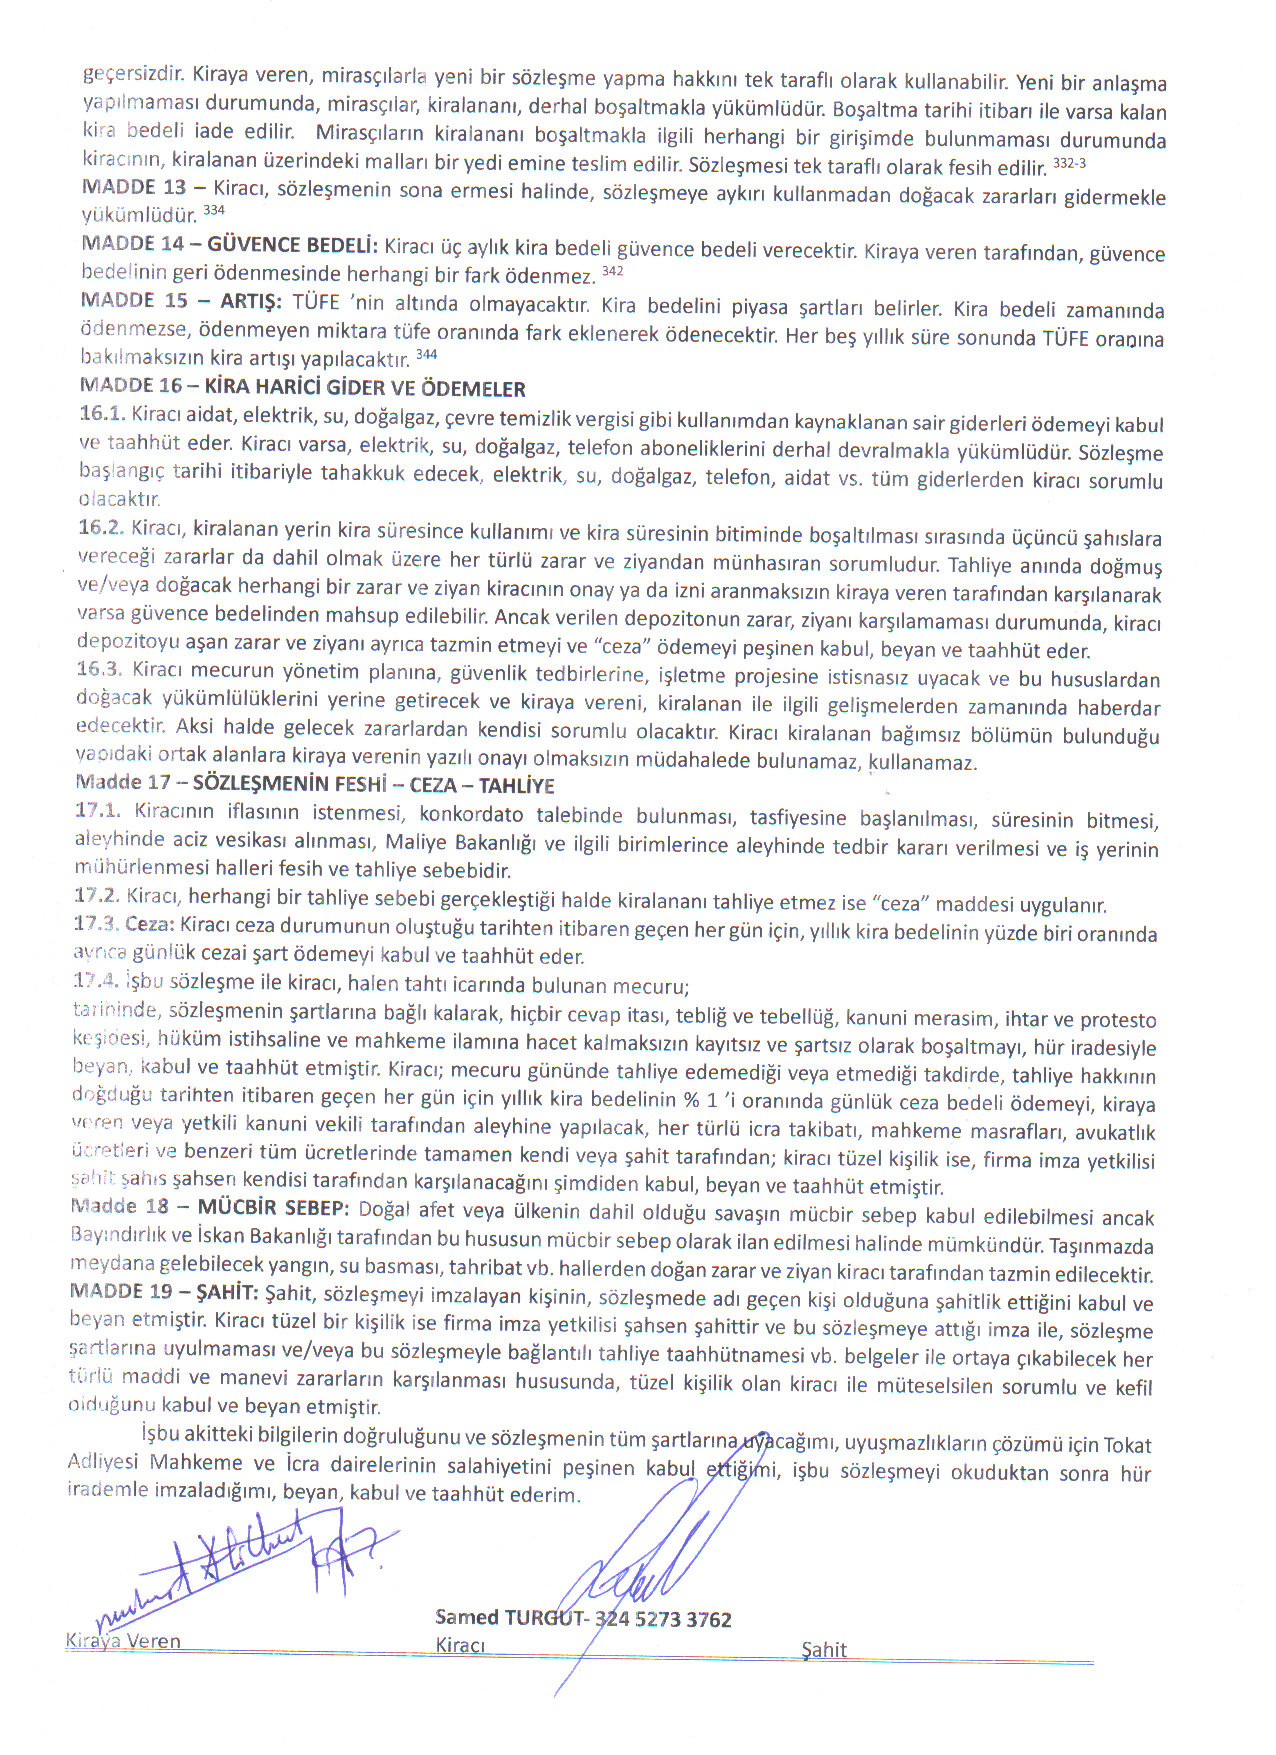 geçersizdir. Kiraya veren, mirasçılarla yeni bir sözleşme yapma hakkını tek taraflı olarak kullanabilir. Yeni bir anlaşma
yapılmaması durumunda, mirasçılar, kiralananı, derhal boşaltmakla yükümlüdür. Boşaltma tarihi itibarı ile varsa kalan
kira bedeli iade edilir. Mirasçıların kiralananı boşaltmakla ilgili herhangi bir girişimde bulunmaması durumunda
kiracının, kiralanan üzerindeki malları bir yedi emine teslim edilir. Sözleşmesi tek taraflı olarak fesih edilir. 332-3
MADDE 13 – Kiracı, sözleşmenin sona ermesi halinde, sözleşmeye aykırı kullanmadan doğacak zararları gidermekle
yükümlüdür. 334
MADDE 14 – GÜVENCE BEDELİ: Kiracı üç aylık kira bedeli güvence bedeli verecektir. Kiraya veren tarafından, güvence
bedelinin geri ödenmesinde herhangi bir fark ödenmez. 342
MADDE 15 – ARTIŞ: TÜFE 'nin altında olmayacaktır. Kira bedelini piyasa şartları belirler. Kira bedeli zamanında
ödenmezse, ödenmeyen miktara tüfe oranında fark eklenerek ödenecektir. Her beş yıllık süre sonunda TÜFE oranına
bakılmaksızın kira artışı yapılacaktır. 344
MADDE 16 – KİRA HARİCİ GİDER VE ÖDEMELER
16.1. Kiracı aidat, elektrik, su, doğalgaz, çevre temizlik vergisi gibi kullanımdan kaynaklanan sair giderleri ödemeyi kabul
ve taahhüt eder. Kiracı varsa, elektrik, su, doğalgaz, telefon aboneliklerini derhal devralmakla yükümlüdür. Sözleşme
başlangıç tarihi itibariyle tahakkuk edecek, elektrik, su, doğalgaz, telefon, aidat vs. tüm giderlerden kiracı sorumlu
olacaktır.
16.2. Kiracı, kiralanan yerin kira süresince kullanımı ve kira süresinin bitiminde boşaltılması sırasında üçüncü şahıslara
vereceği zararlar da dahil olmak üzere her türlü zarar ve ziyandan münhasıran sorumludur. Tahliye anında doğmuş
ve/veya doğacak herhangi bir zarar ve ziyan kiracının onay ya da izni aranmaksızın kiraya veren tarafından karşılanarak
varsa güvence bedelinden mahsup edilebilir. Ancak verilen depozitonun zarar, ziyanı karşılamaması durumunda, kiracı
depozitoyu aşan zarar ve ziyanı ayrıca tazmin etmeyi ve "ceza" ödemeyi peşinen kabul, beyan ve taahhüt eder.
16.3. Kiracı mecurun yönetim planına, güvenlik tedbirlerine, işletme projesine istisnasız uyacak ve bu hususlardan
doğacak yükümlülüklerini yerine getirecek ve kiraya vereni, kiralanan ile ilgili gelişmelerden zamanında haberdar
edecektir. Aksi halde gelecek zararlardan kendisi sorumlu olacaktır. Kiracı kiralanan bağımsız bölümün bulunduğu
yapıdaki ortak alanlara kiraya verenin yazılı onayı olmaksızın müdahalede bulunamaz, kullanamaz.
Madde 17 – SÖZLEŞMENİN FESHİ – CEZA – TAHLİYE
17.1. Kiracının iflasının istenmesi, konkordato talebinde bulunması, tasfiyesine başlanılması, süresinin bitmesi,
aleyhinde aciz vesikası alınması, Maliye Bakanlığı ve ilgili birimlerince aleyhinde tedbir kararı verilmesi ve iş yerinin
mühürlenmesi halleri fesih ve tahliye sebebidir.
17.2. Kiracı, herhangi bir tahliye sebebi gerçekleştiği halde kiralananı tahliye etmez ise "ceza" maddesi uygulanır.
17.3. Ceza: Kiracı ceza durumunun oluştuğu tarihten itibaren geçen her gün için, yıllık kira bedelinin yüzde biri oranında
ayrıca günlük cezai şart ödemeyi kabul ve taahhüt eder.
17.4. İşbu sözleşme ile kiracı, halen tahtı icarında bulunan mecuru;
tarihinde, sözleşmenin şartlarına bağlı kalarak, hiçbir cevap itası, tebliğ ve tebellüğ, kanuni merasim, ihtar ve protesto
keşidesi, hüküm istihsaline ve mahkeme ilamına hacet kalmaksızın kayıtsız ve şartsız olarak boşaltmayı, hür iradesiyle
beyan, kabul ve taahhüt etmiştir. Kiracı; mecuru gününde tahliye edemediği veya etmediği takdirde, tahliye hakkının
doğduğu tarihten itibaren geçen her gün için yıllık kira bedelinin % 1 'i oranında günlük ceza bedeli ödemeyi, kiraya
veren veya yetkili kanuni vekili tarafından aleyhine yapılacak, her türlü icra takibatı, mahkeme masrafları, avukatlık
ücretleri ve benzeri tüm ücretlerinde tamamen kendi veya şahit tarafından; kiracı tüzel kişilik ise, firma imza yetkilisi
şahit şahıs şahsen kendisi tarafından karşılanacağını şimdiden kabul, beyan ve taahhüt etmiştir.
Madde 18 – MÜCBİR SEBEP: Doğal afet veya ülkenin dahil olduğu savaşın mücbir sebep kabul edilebilmesi ancak
Bayındırlık ve İskan Bakanlığı tarafından bu hususun mücbir sebep olarak ilan edilmesi halinde mümkündür. Taşınmazda
meydana gelebilecek yangın, su basması, tahribat vb. hallerden doğan zarar ve ziyan kiracı tarafından tazmin edilecektir.
MADDE 19 – ŞAHİT: Şahit, sözleşmeyi imzalayan kişinin, sözleşmede adı geçen kişi olduğuna şahitlik ettiğini kabul ve
beyan etmiştir. Kiracı tüzel bir kişilik ise firma imza yetkilisi şahsen şahittir ve bu sözleşmeye attığı imza ile, sözleşme
şartlarına uyulmaması ve/veya bu sözleşmeyle bağlantılı tahliye taahhütnamesi vb. belgeler ile ortaya çıkabilecek her
türlü maddi ve manevi zararların karşılanması hususunda, tüzel kişilik olan kiracı ile müteselsilen sorumlu ve kefil
olduğunu kabul ve beyan etmiştir.
İşbu akitteki bilgilerin doğruluğunu ve sözleşmenin tüm şartlarına uyacağımı, uyuşmazlıkların çözümü için Tokat
Adliyesi Mahkeme ve İcra dairelerinin salahiyetini peşinen kabul ettiğimi, işbu sözleşmeyi okuduktan sonra hür
irademle imzaladığımı, beyan, kabul ve taahhüt ederim.
Samed TURGUT- 324 5273 3762
Kiraya Veren Kiracı Şahit